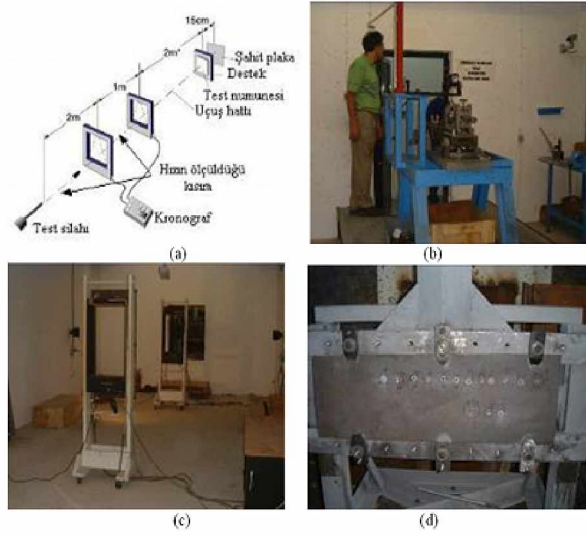 15cm
2m*
Şahit plaka
Destek
1m
Test numunesi
Uçuş hattı
2m
Hızın ölçüldüğü
kısım
Kronograf
Test silahı
(a)
(b)
(c)
(d)